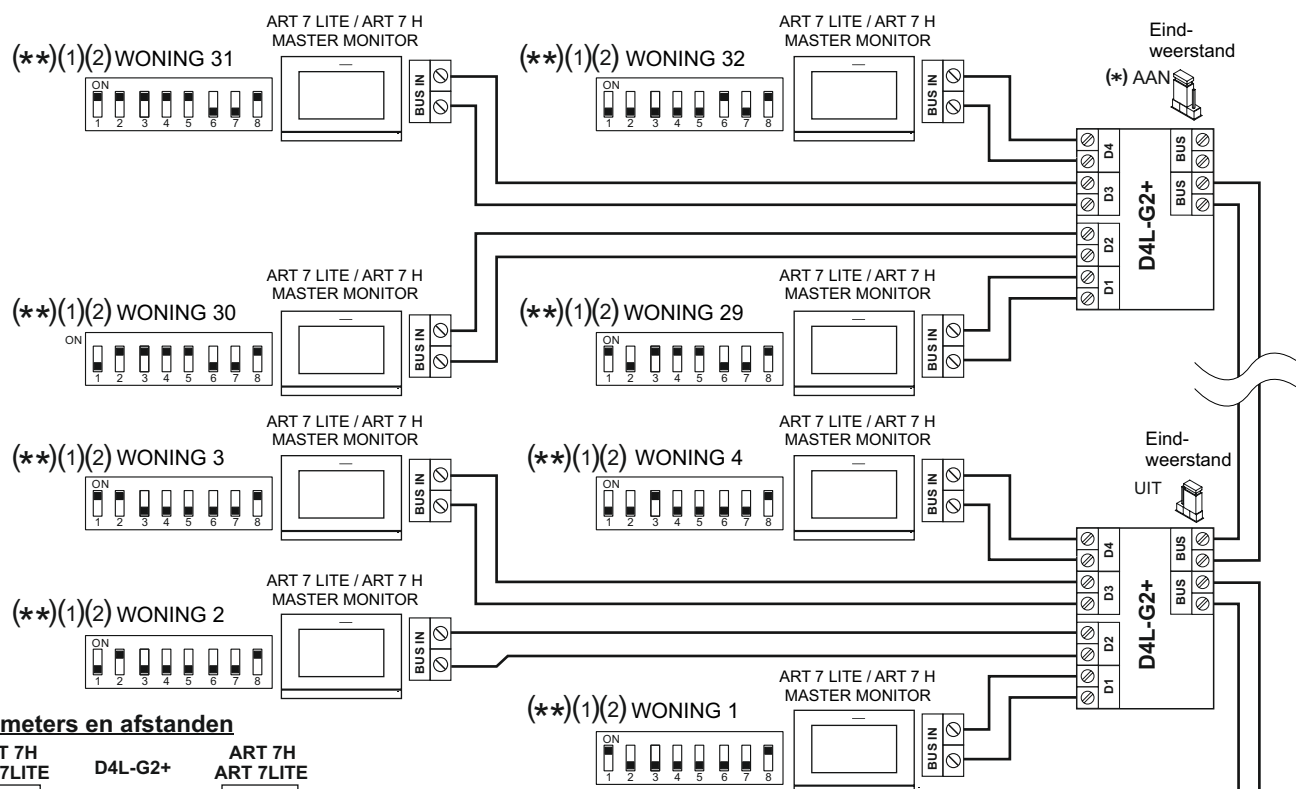 ART 7 LITE / ART 7 H
MASTER MONITOR
(**)(1)(2) WONING 31
ON
1 2 3 4 5 6 7 8
BUS IN
ART 7 LITE / ART 7 H
MASTER MONITOR
(**)(1)(2) WONING 32
ON
1 2 3 4 5 6 7 8
BUS IN
Eind-
weerstand
(*) AAN
D4
D3
D2
D1
BUS
BUS
D4L-G2+
ART 7 LITE / ART 7 H
MASTER MONITOR
(**)(1)(2) WONING 30
ON
1 2 3 4 5 6 7 8
BUS IN
ART 7 LITE / ART 7 H
MASTER MONITOR
(**)(1)(2) WONING 29
ON
1 2 3 4 5 6 7 8
BUS IN
ART 7 LITE / ART 7 H
MASTER MONITOR
(**)(1)(2) WONING 3
ON
1 2 3 4 5 6 7 8
BUS IN
ART 7 LITE / ART 7 H
MASTER MONITOR
(**)(1)(2) WONING 4
ON
1 2 3 4 5 6 7 8
BUS IN
Eind-
weerstand
UIT
D4
D3
D2
D1
BUS
BUS
D4L-G2+
ART 7 LITE / ART 7 H
MASTER MONITOR
(**)(1)(2) WONING 2
ON
1 2 3 4 5 6 7 8
BUS IN
ART 7 LITE / ART 7 H
MASTER MONITOR
(**)(1)(2) WONING 1
ON
1 2 3 4 5 6 7 8
BUS IN
meters en afstanden
T 7H
7LITE
D4L-G2+
ART 7H
ART 7LITE